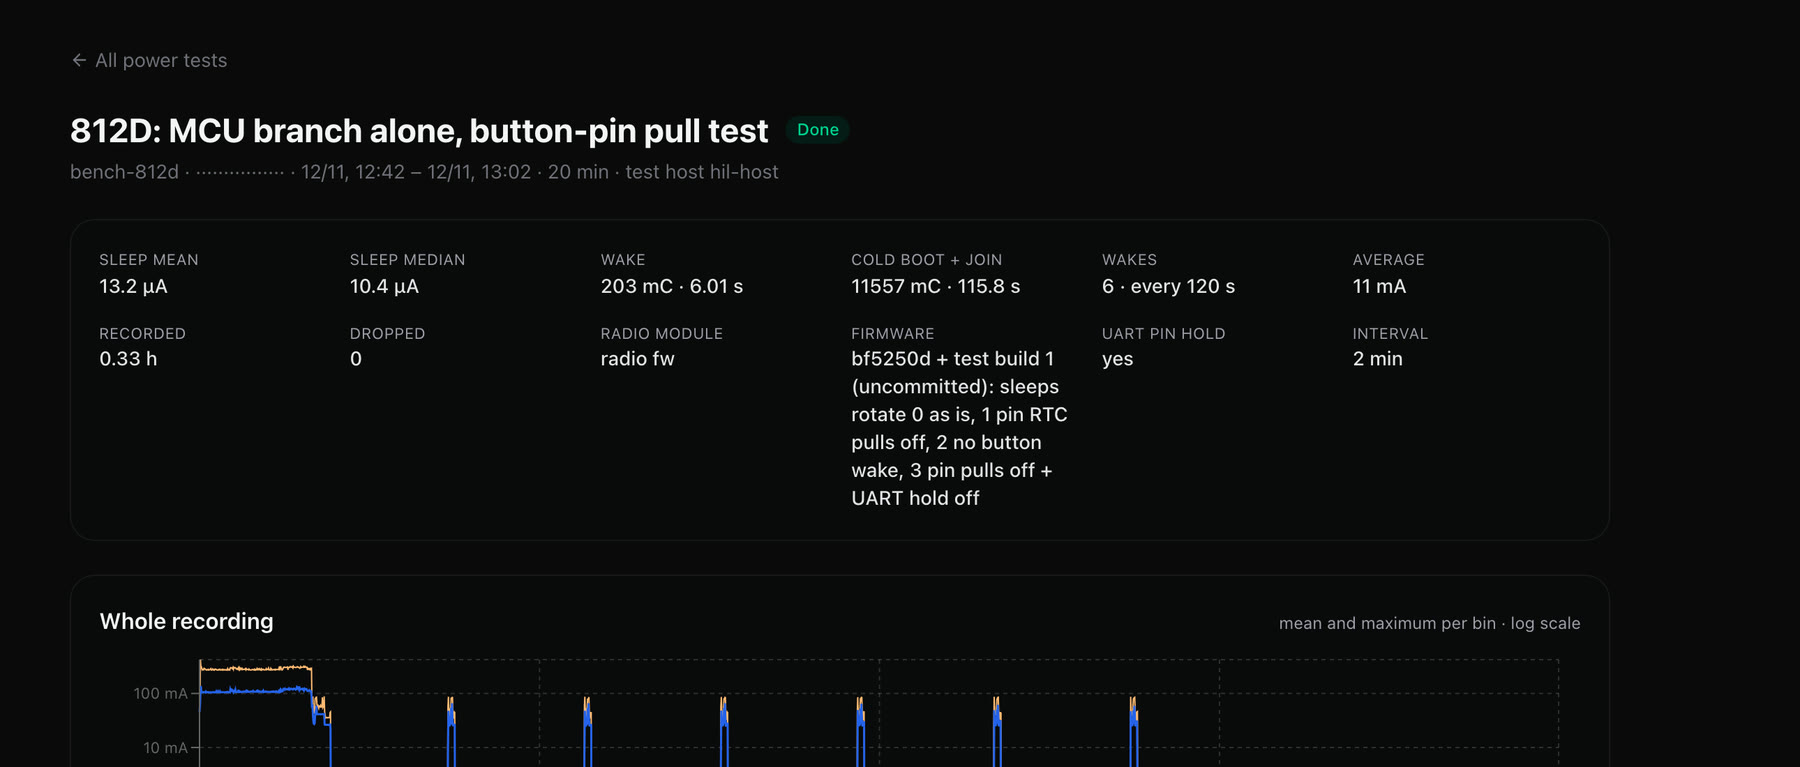 ← All power tests
812D: MCU branch alone, button-pin pull test Done
bench-812d · ················ · 12/11, 12:42 – 12/11, 13:02 · 20 min · test host hil-host
SLEEP MEAN
13.2 µA
SLEEP MEDIAN
10.4 µA
WAKE
203 mC · 6.01 s
COLD BOOT + JOIN
11557 mC · 115.8 s
WAKES
6 · every 120 s
AVERAGE
11 mA
RECORDED
0.33 h
DROPPED
0
RADIO MODULE
radio fw
FIRMWARE
bf5250d + test build 1
(uncommitted): sleeps
rotate 0 as is, 1 pin RTC
pulls off, 2 no button
wake, 3 pin pulls off +
UART hold off
UART PIN HOLD
yes
INTERVAL
2 min
Whole recording
mean and maximum per bin · log scale
100 mA
10 mA